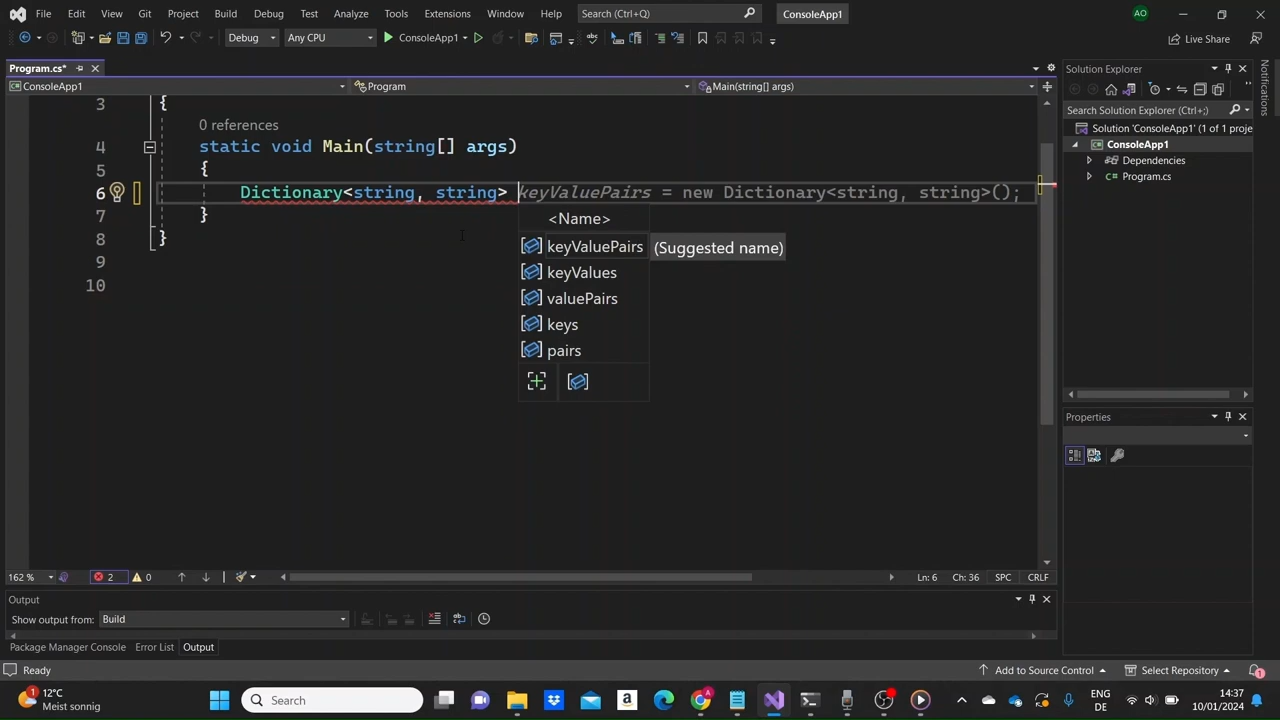 File Edit View Git Project Build Debug Test Analyze Tools Extensions Window Help Search (Ctrl+Q) ConsoleApp1 AO
Debug Any CPU ConsoleApp1 Live Share
Program.cs*
ConsoleApp1 Program Main(string[] args)
3 {
0 references
4 static void Main(string[] args)
5 {
6 Dictionary<string, string> keyValuePairs = new Dictionary<string, string>();
7 }
8 }
9
10
<Name>
keyValuePairs (Suggested name)
keyValues
valuePairs
keys
pairs
Solution Explorer
Search Solution Explorer (Ctrl+;)
Solution 'ConsoleApp1' (1 of 1 proje
ConsoleApp1
Dependencies
Program.cs
Notifications
Properties
162 % 2 0 Ln: 6 Ch: 36 SPC CRLF
Output
Show output from: Build
Package Manager Console Error List Output
Ready Add to Source Control Select Repository 1
1 12°C
Meist sonnig
Search
ENG
DE
14:37
10/01/2024